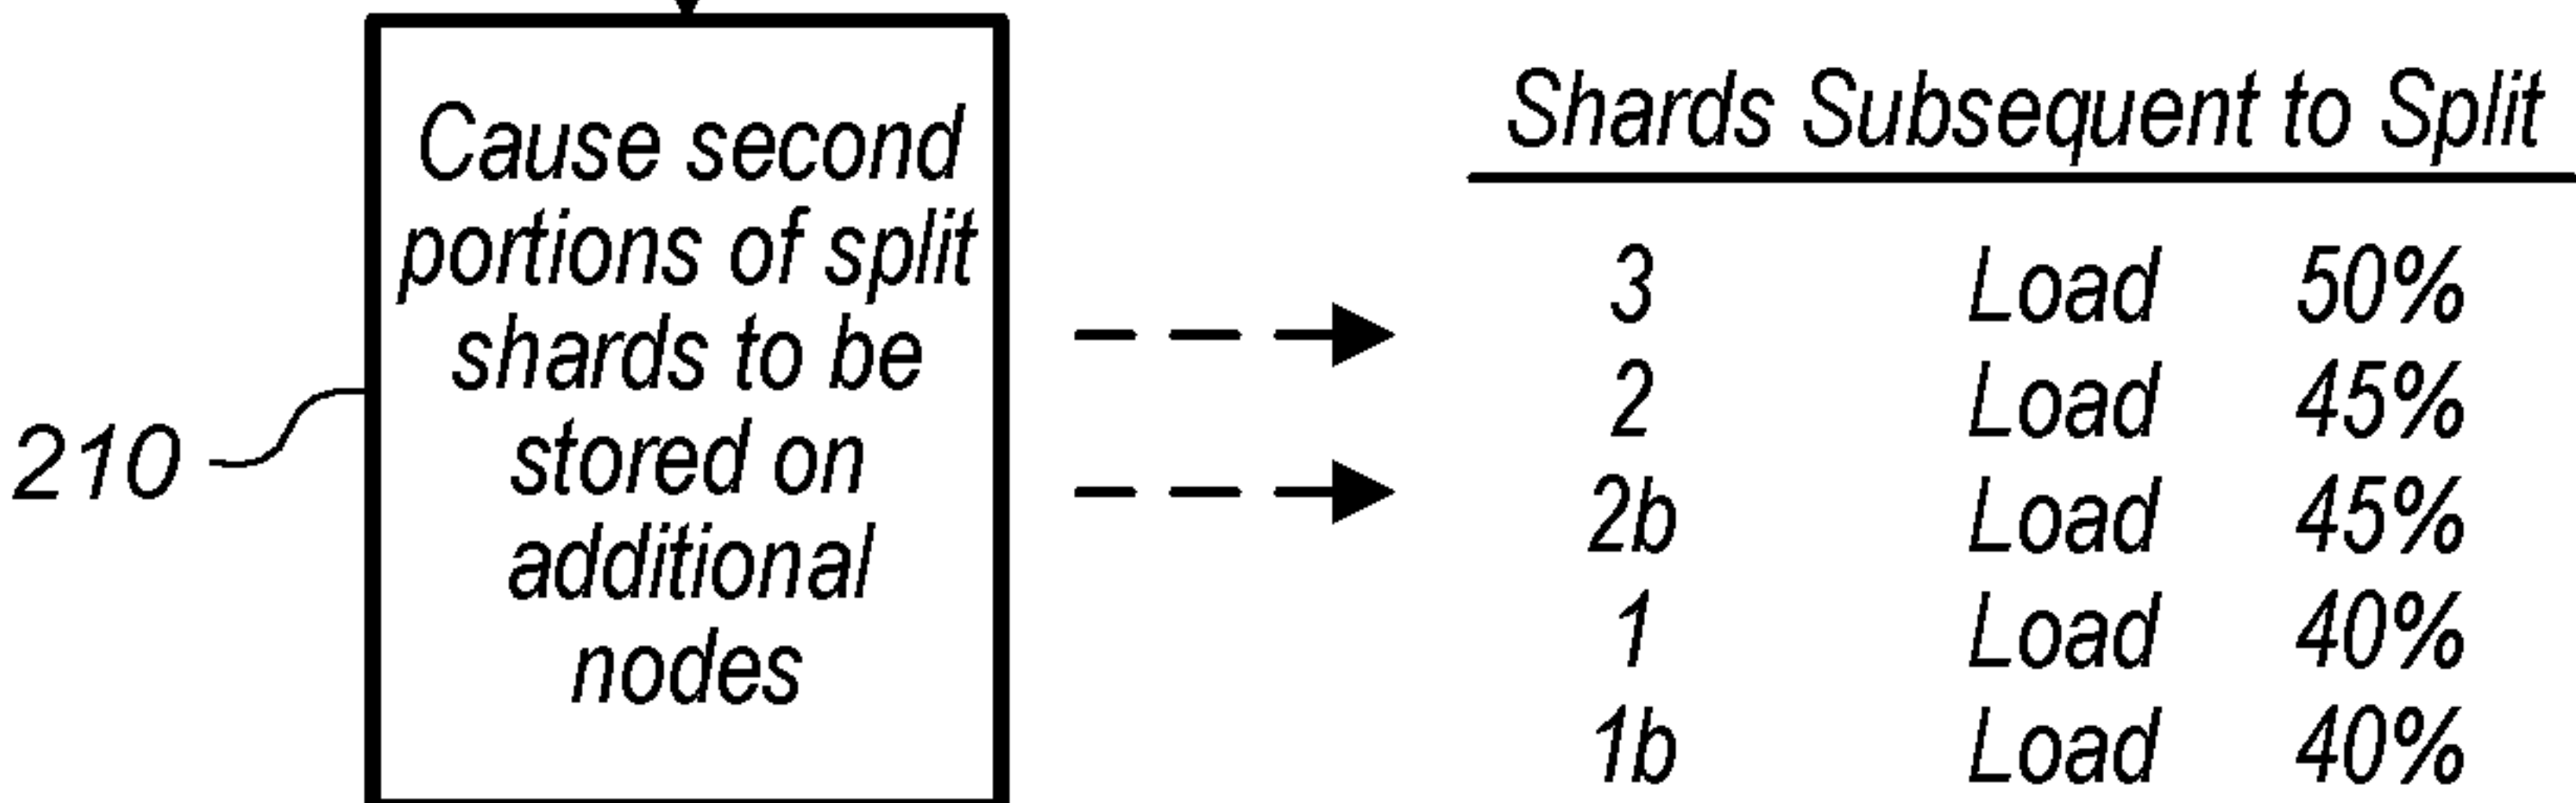 Cause second
portions of split
shards to be
stored on
additional
nodes
210
Shards Subsequent to Split
3 Load 50%
2 Load 45%
2b Load 45%
1 Load 40%
1b Load 40%